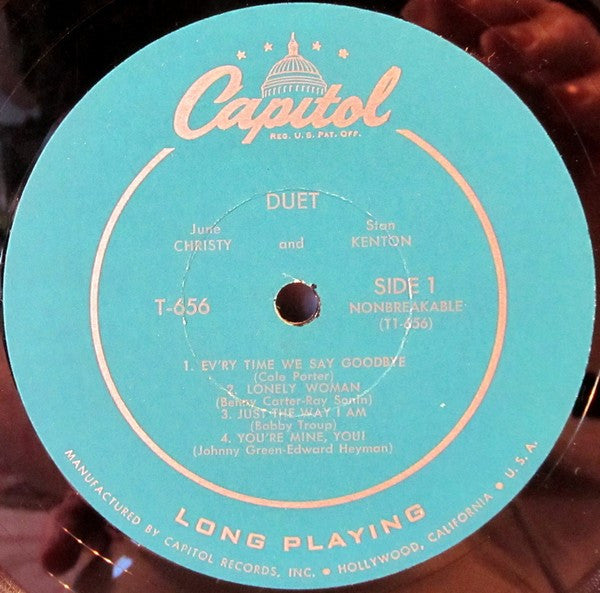 Capitol
REG. U.S. PAT. OFF.
DUET
June CHRISTY and Stan KENTON
T-656
SIDE 1
NONBREAKABLE
(T1-656)
1. EV'RY TIME WE SAY GOODBYE
(Cole Porter)
2. LONELY WOMAN
(Benny Carter-Ray Sonin)
3. JUST THE WAY I AM
(Bobby Troup)
4. YOU'RE MINE, YOU!
(Johnny Green-Edward Heyman)
LONG PLAYING
MANUFACTURED BY CAPITOL RECORDS, INC. • HOLLYWOOD, CALIFORNIA • U.S.A.